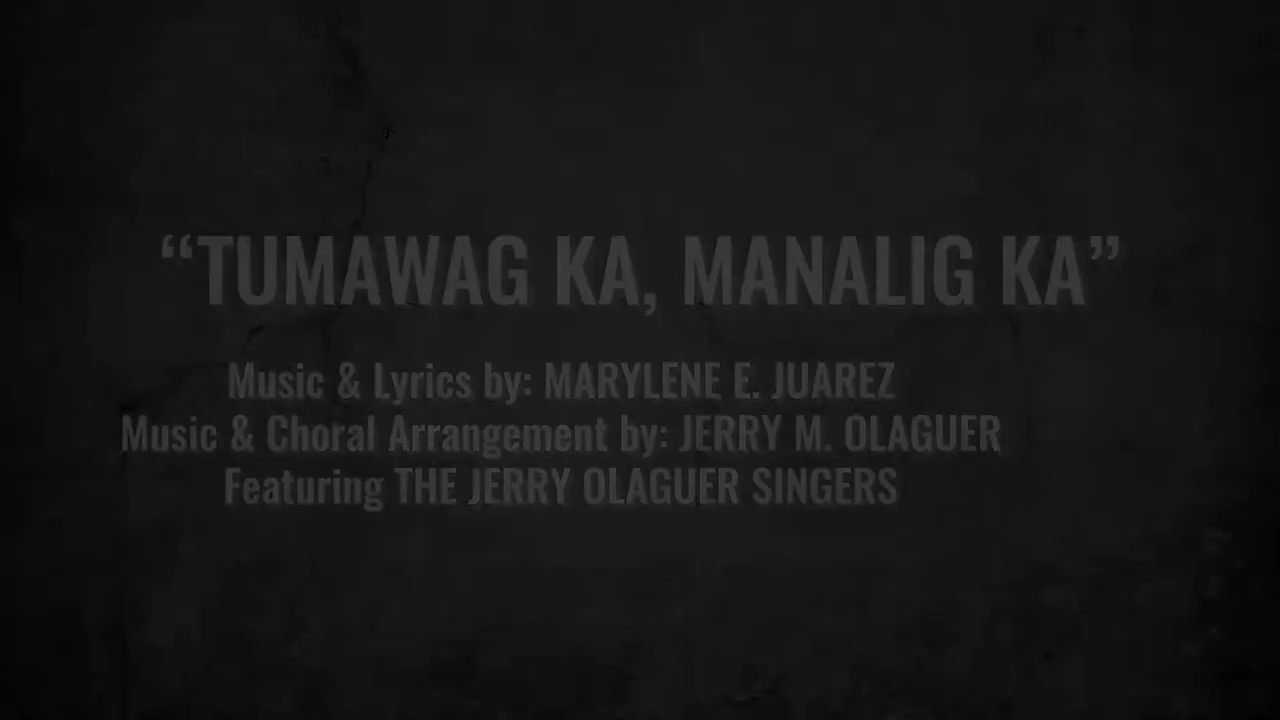 “TUMAWAG KA, MANALIG KA”
Music & Lyrics by: MARYLENE E. JUAREZ
Music & Choral Arrangement by: JERRY M. OLAGUER
Featuring THE JERRY OLAGUER SINGERS